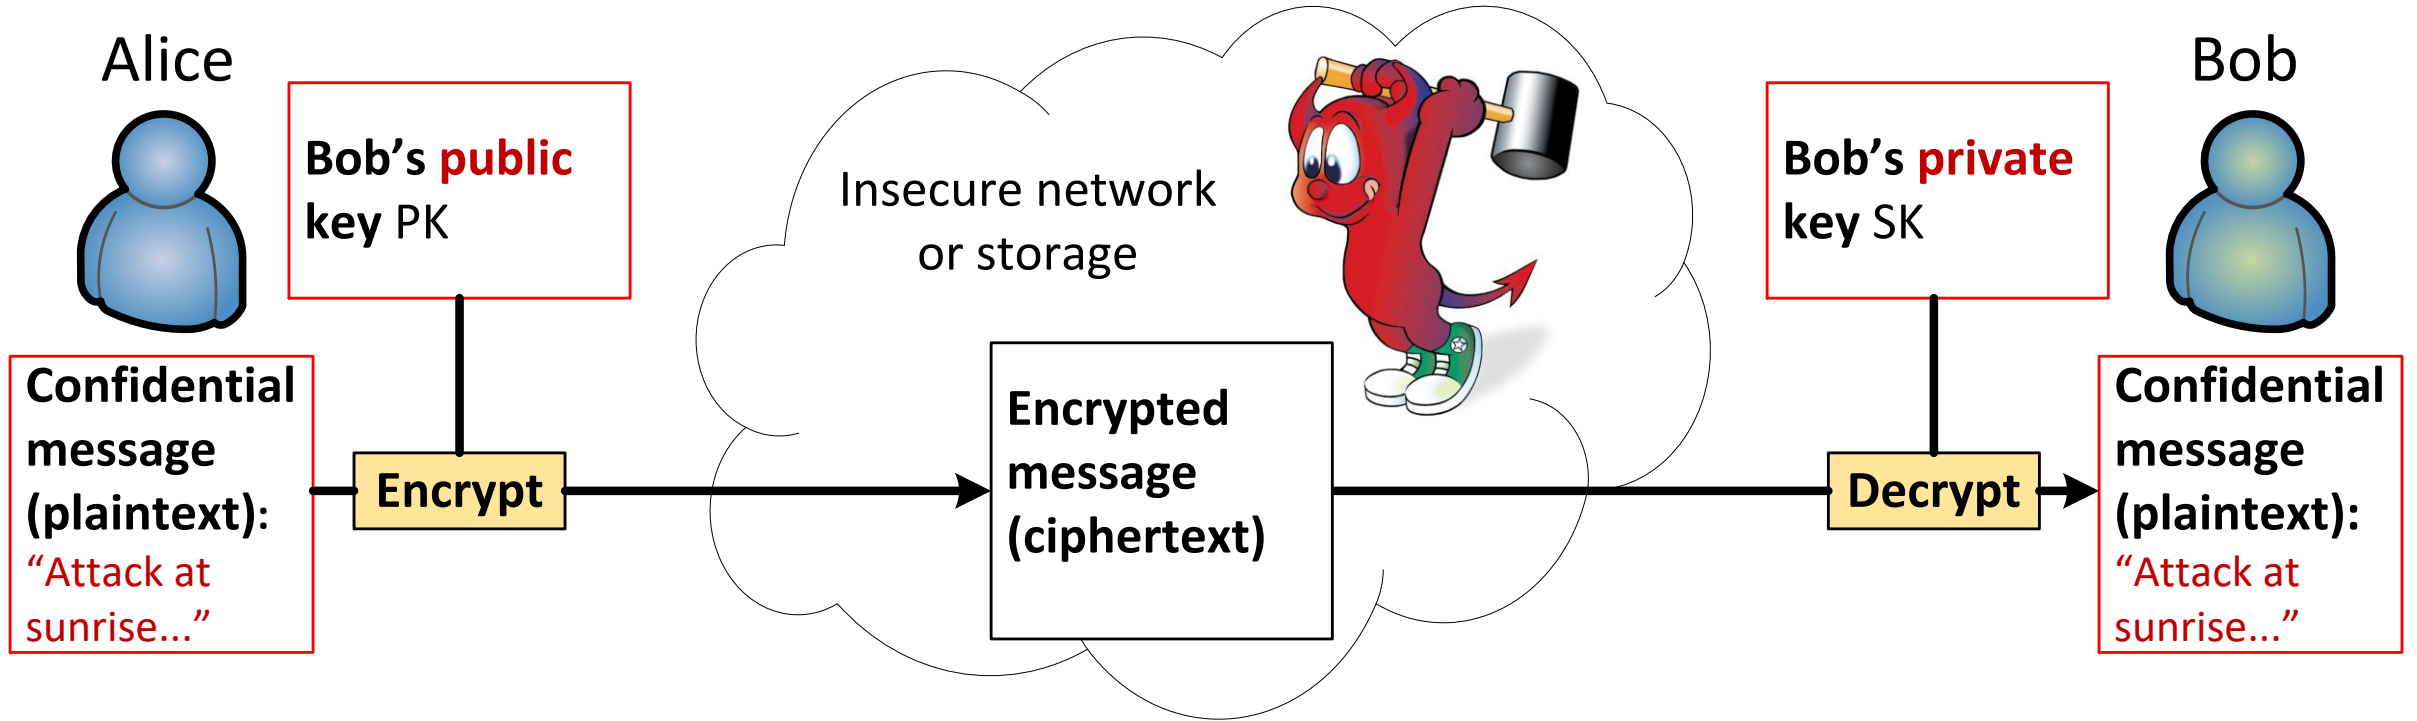 Alice
Bob's public
key PK
Confidential
message
(plaintext):
“Attack at
sunrise...”
Encrypt
Insecure network
or storage
Encrypted
message
(ciphertext)
Bob's private
key SK
Decrypt
Bob
Confidential
message
(plaintext):
“Attack at
sunrise...”